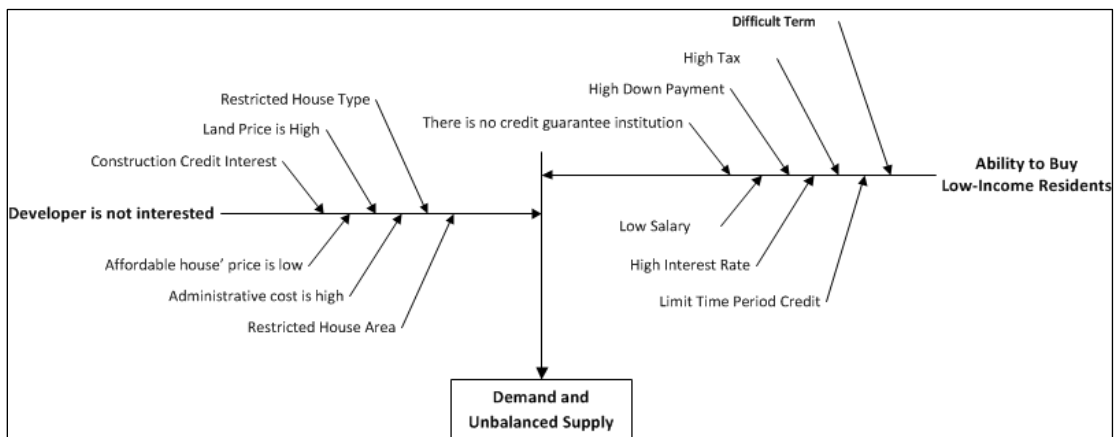 Difficult Term
High Tax
High Down Payment
There is no credit guarantee institution
Restricted House Type
Land Price is High
Construction Credit Interest
Ability to Buy
Low-Income Residents
Developer is not interested
Low Salary
High Interest Rate
Limit Time Period Credit
Affordable house’ price is low
Administrative cost is high
Restricted House Area
Demand and
Unbalanced Supply